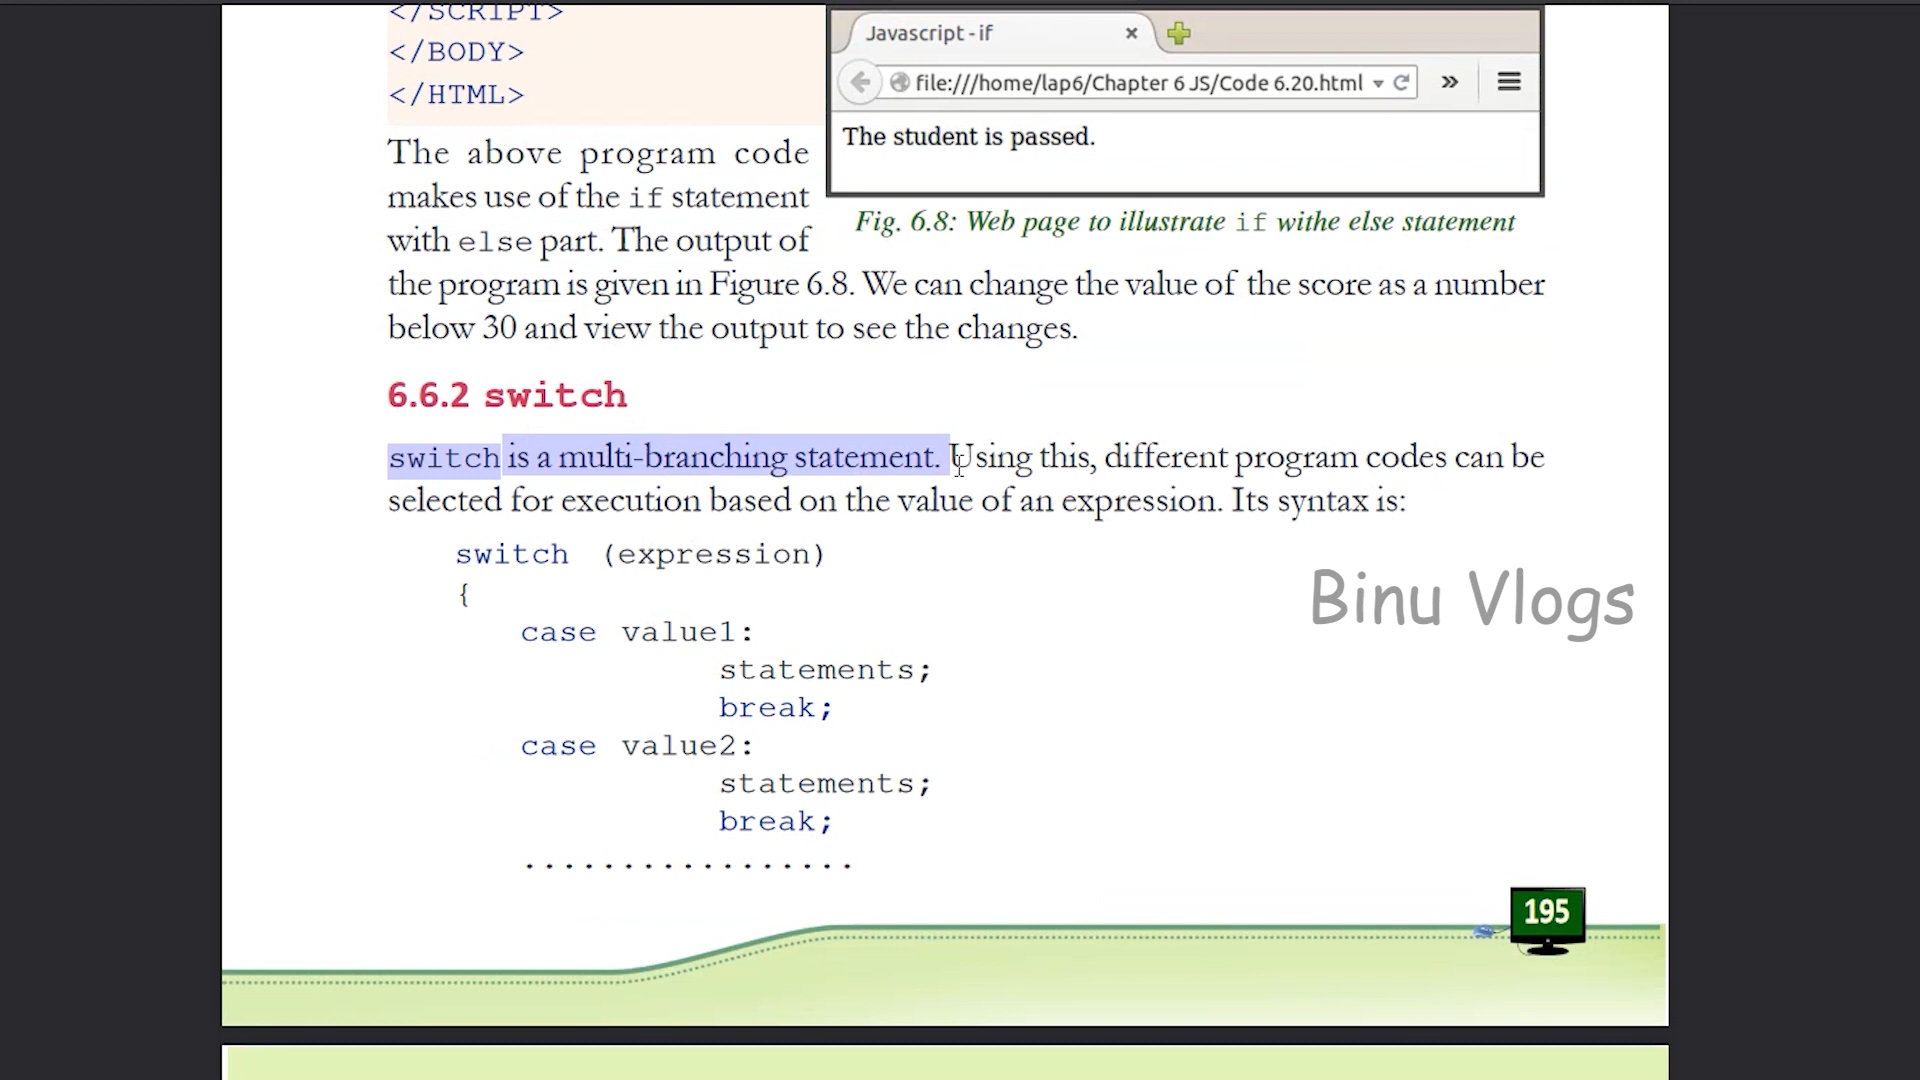 </SCRIPT>
</BODY>
</HTML>
Javascript - if
file:///home/lap6/Chapter 6 JS/Code 6.20.html
The student is passed.
Fig. 6.8: Web page to illustrate if withe else statement
The above program code
makes use of the if statement
with else part. The output of
the program is given in Figure 6.8. We can change the value of the score as a number
below 30 and view the output to see the changes.
6.6.2 switch
switch is a multi-branching statement. Using this, different program codes can be
selected for execution based on the value of an expression. Its syntax is:
switch (expression)
{
case value1:
statements;
break;
case value2:
statements;
break;
.................
Binu Vlogs
195